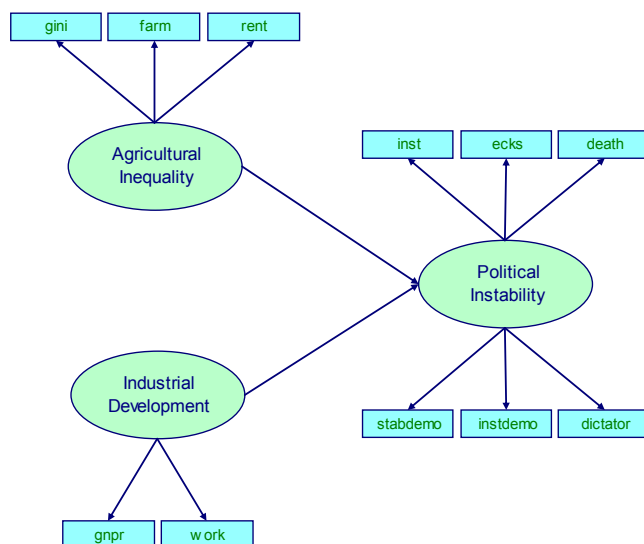 gini
farm
rent
Agricultural
Inequality
inst
ecks
death
Political
Instability
Industrial
Development
stabdemo
instdemo
dictator
gnpr
work